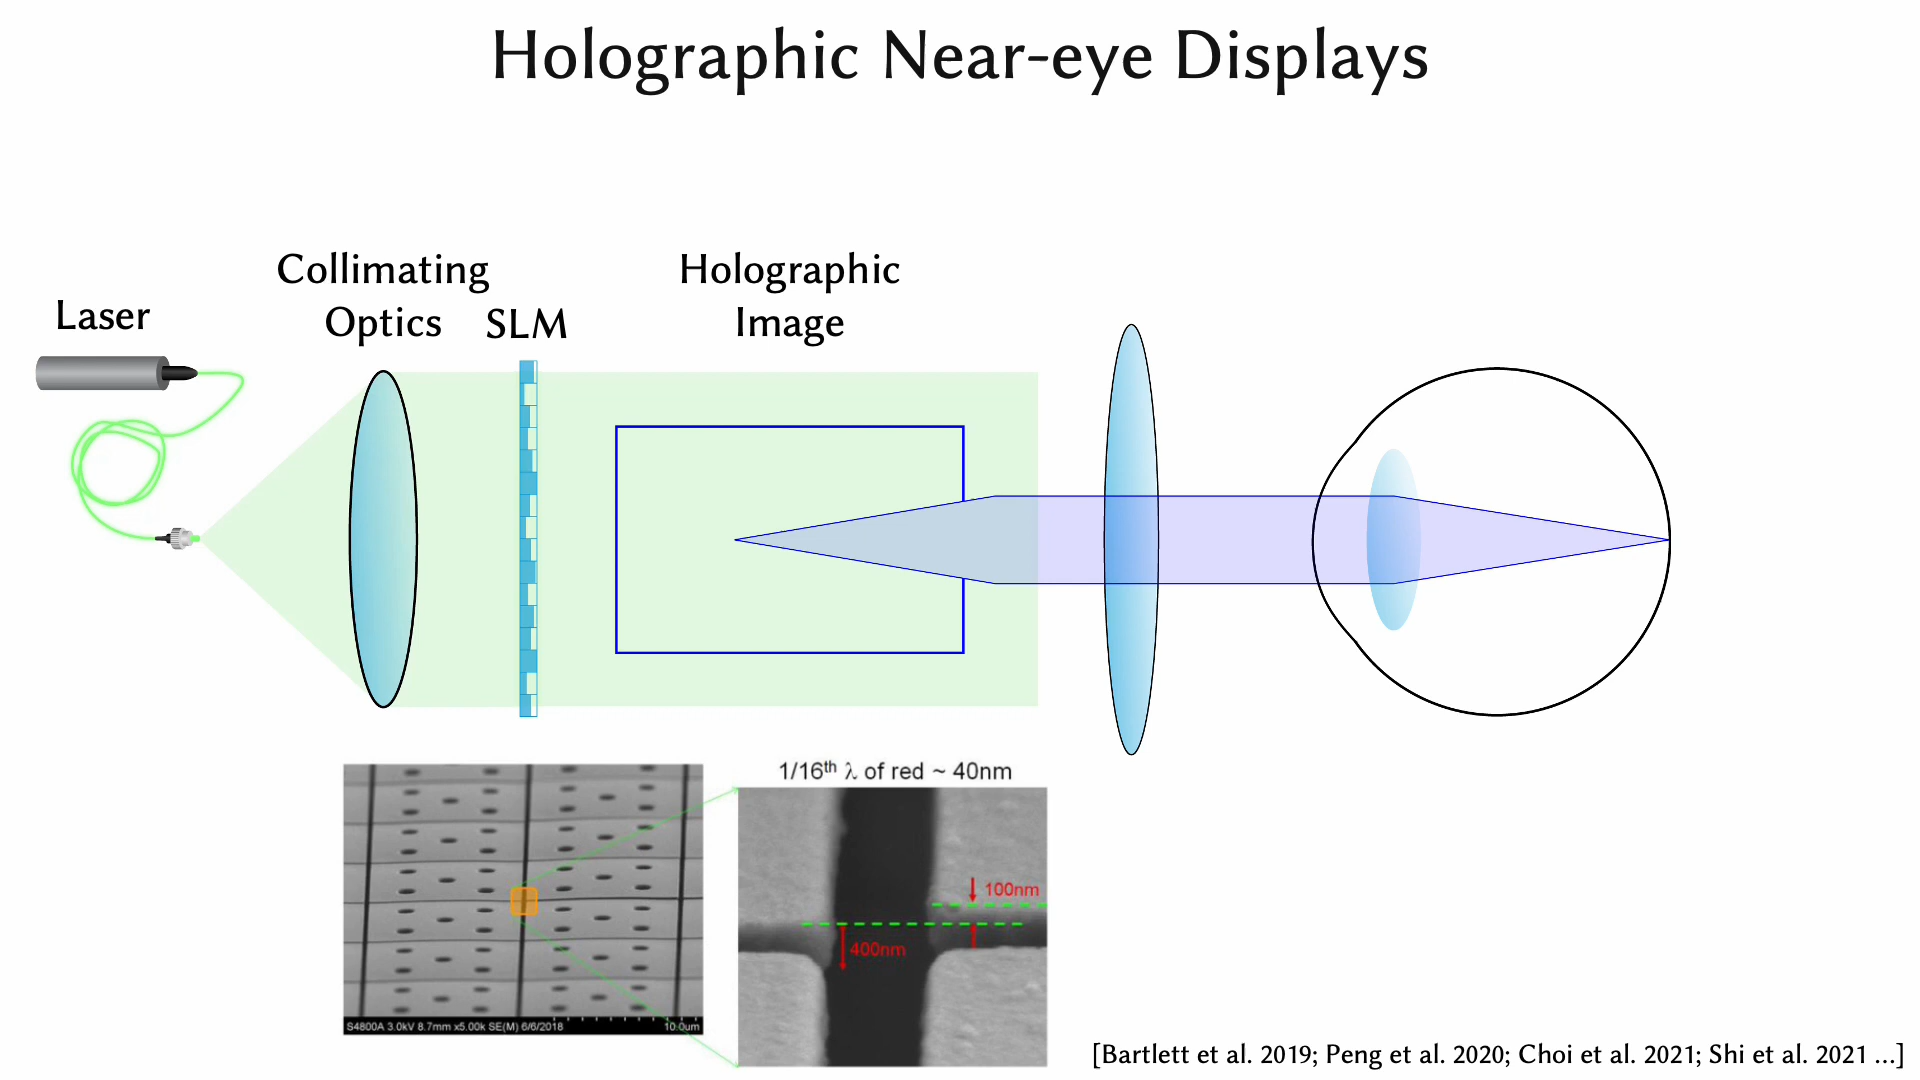 Holographic Near-eye Displays
Collimating
Optics
Holographic
Image
Laser
SLM
1/16th λ of red ~ 40nm
100nm
400nm
S4800A 3.0kV 8.7mm x5.00k SE(M) 6/6/2018
10.0um
[Bartlett et al. 2019; Peng et al. 2020; Choi et al. 2021; Shi et al. 2021 ...]